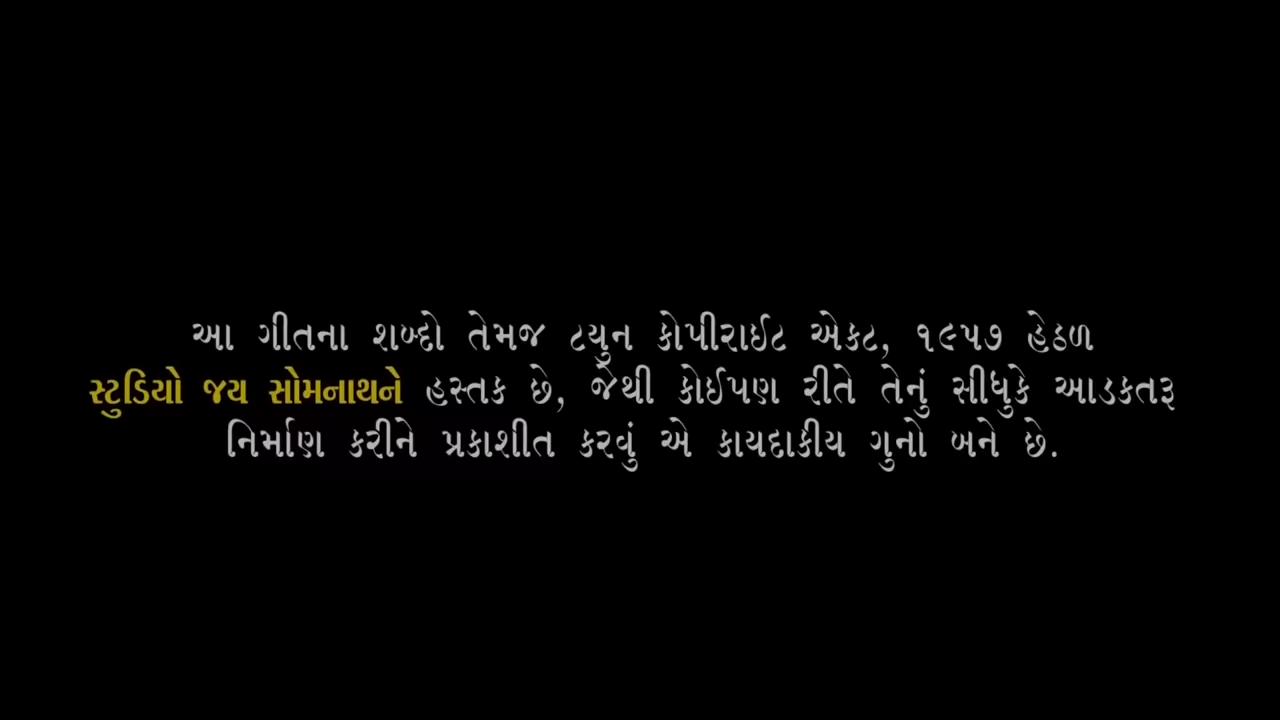 આ ગીતના શબ્દો તેમજ ટયુન કોપીરાઈટ એકટ, ૧૯૫૭ હેઠળ
સ્ટુડિયો જય સોમનાથને હસ્તક છે, જેથી કોઈપણ રીતે તેનું સીધુકે આડકતરૂ
નિર્માણ કરીને પ્રકાશીત કરવું એ કાયદાકીય ગુનો બને છે.